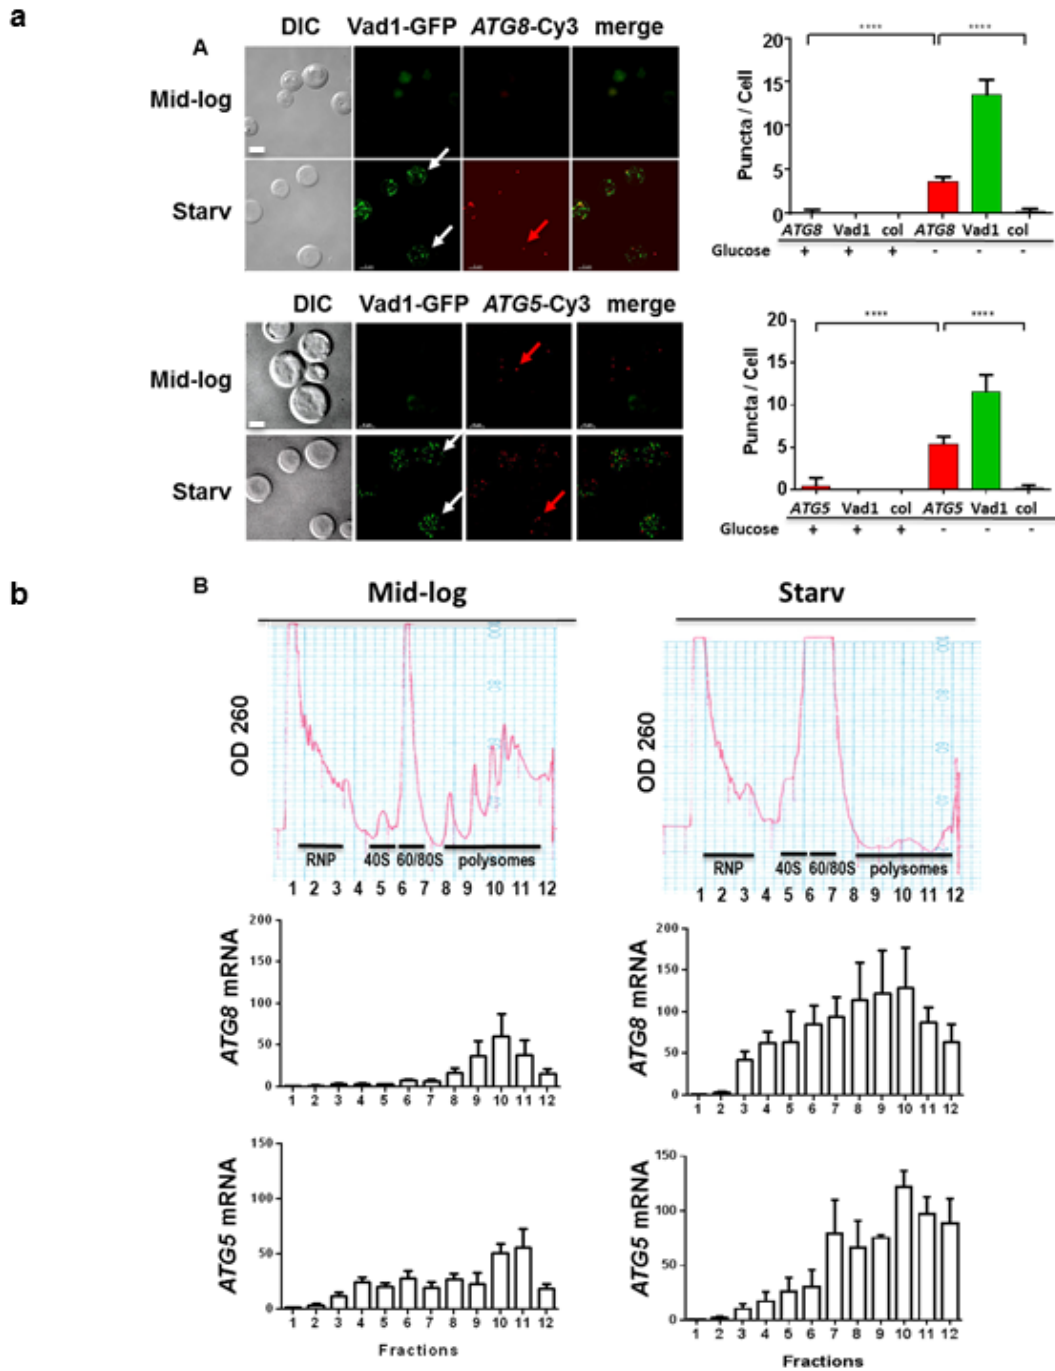 a
A
DIC Vad1-GFP ATG8-Cy3 merge
Mid-log
Starv
20
15
10
5
0
Puncta / Cell
**** ****
ATG8 Vad1 col ATG8 Vad1 col
Glucose + + + - - -
DIC Vad1-GFP ATG5-Cy3 merge
Mid-log
Starv
20
15
10
5
0
Puncta / Cell
**** ****
ATG5 Vad1 col ATG5 Vad1 col
Glucose + + + - - -
b
B
Mid-log
OD 260
100
80
RNP 40S 60/80S polysomes
1 2 3 4 5 6 7 8 9 10 11 12
Starv
OD 260
100
80
60
RNP 40S 60/80S polysomes
1 2 3 4 5 6 7 8 9 10 11 12
ATG8 mRNA
200
150
100
50
0
1 2 3 4 5 6 7 8 9 10 11 12
ATG8 mRNA
200
150
100
50
0
1 2 3 4 5 6 7 8 9 10 11 12
ATG5 mRNA
150
100
50
0
1 2 3 4 5 6 7 8 9 10 11 12
Fractions
ATG5 mRNA
150
100
50
0
1 2 3 4 5 6 7 8 9 10 11 12
Fractions